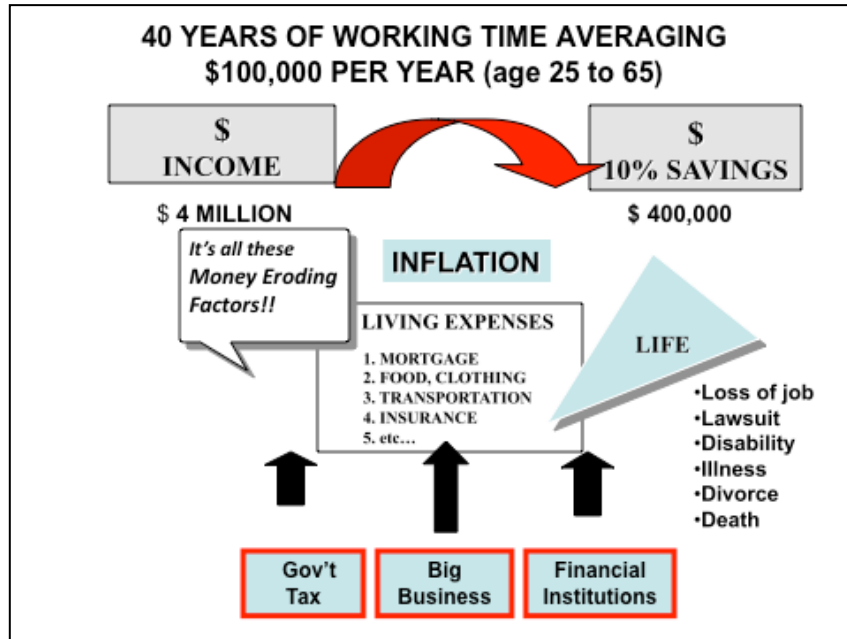 40 YEARS OF WORKING TIME AVERAGING
$100,000 PER YEAR (age 25 to 65)
$
INCOME
$
10% SAVINGS
$ 4 MILLION
$ 400,000
It's all these
Money Eroding
Factors!!
INFLATION
LIVING EXPENSES
1. MORTGAGE
2. FOOD, CLOTHING
3. TRANSPORTATION
4. INSURANCE
5. etc...
LIFE
•Loss of job
•Lawsuit
•Disability
•Illness
•Divorce
•Death
Gov't
Tax
Big
Business
Financial
Institutions